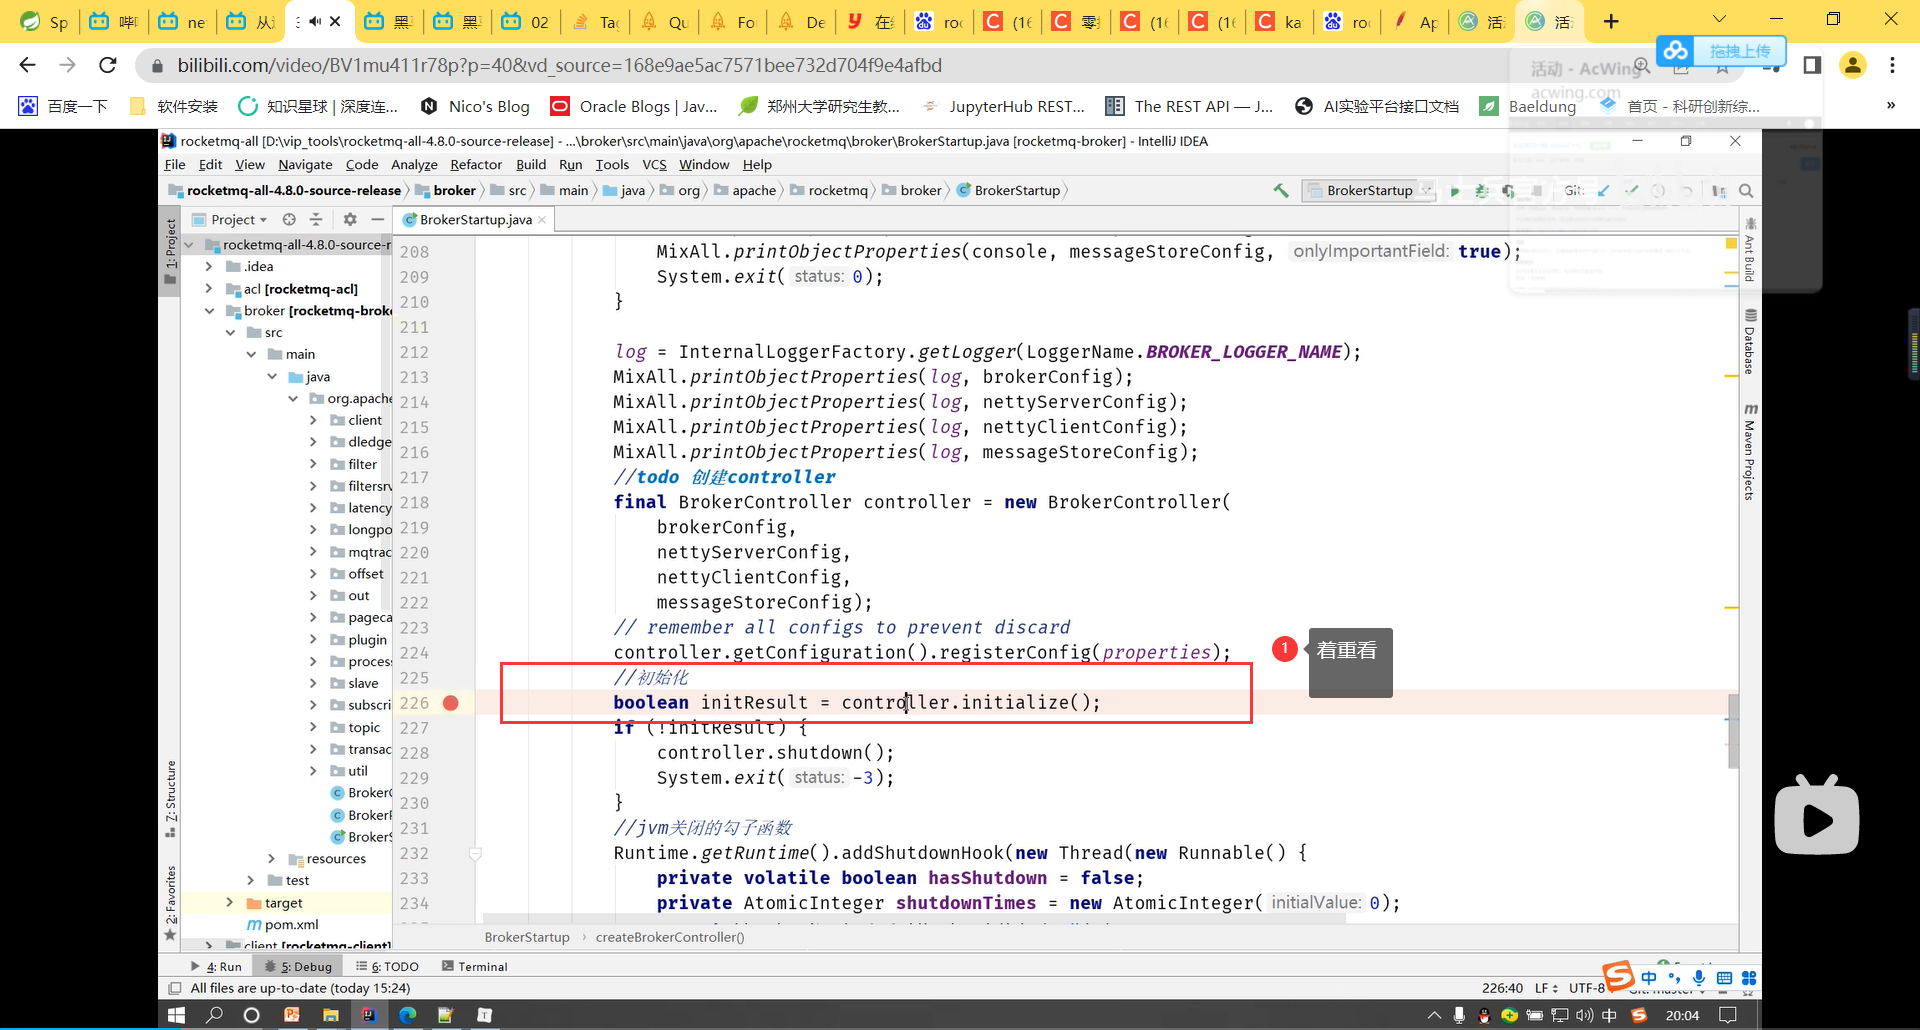 Sp
哔
ne
从
黑
黑
02
Ta
Qu
Fo
De
在
roc
(16
零
(16
(16
ka
roc
Ap
活
活
bilibili.com/video/BV1mu411r78p?p=40&vd_source=168e9ae5ac7571bee732d704f9e4afbd
拖拽上传
活动 - AcWing
acwing.com
百度一下
软件安装
知识星球 | 深度连...
Nico's Blog
Oracle Blogs | Jav...
郑州大学研究生教...
JupyterHub REST...
The REST API — J...
AI实验平台接口文档
Baeldung
首页 - 科研创新综...
»
rocketmq-all [D:\vip_tools\rocketmq-all-4.8.0-source-release] - ...\broker\src\main\java\org\apache\rocketmq\broker\BrokerStartup.java [rocketmq-broker] - IntelliJ IDEA
File Edit View Navigate Code Analyze Refactor Build Run Tools VCS Window Help
rocketmq-all-4.8.0-source-release broker src main java org apache rocketmq broker BrokerStartup
BrokerStartup
Git:
Project
BrokerStartup.java
1: Project
rocketmq-all-4.8.0-source-r
.idea
acl [rocketmq-acl]
broker [rocketmq-brok
src
main
java
org.apache
client
dledge
filter
filtersrv
latency
longpo
mqtrac
offset
out
pageca
plugin
process
slave
subscri
topic
transac
util
Broker
Broker
Broker
resources
test
target
pom.xml
client [rocketmq-client]
Z: Structure
2: Favorites
208 MixAll.printObjectProperties(console, messageStoreConfig, onlyImportantField: true);
209 System.exit( status: 0);
210 }
211
212 log = InternalLoggerFactory.getLogger(LoggerName.BROKER_LOGGER_NAME);
213 MixAll.printObjectProperties(log, brokerConfig);
214 MixAll.printObjectProperties(log, nettyServerConfig);
215 MixAll.printObjectProperties(log, nettyClientConfig);
216 MixAll.printObjectProperties(log, messageStoreConfig);
217 //todo 创建controller
218 final BrokerController controller = new BrokerController(
219 brokerConfig,
220 nettyServerConfig,
221 nettyClientConfig,
222 messageStoreConfig);
223 // remember all configs to prevent discard
224 controller.getConfiguration().registerConfig(properties);
225 //初始化
226 boolean initResult = controller.initialize();
227 if (!initResult) {
228 controller.shutdown();
229 System.exit( status: -3);
230 }
231 //jvm关闭的勾子函数
232 Runtime.getRuntime().addShutdownHook(new Thread(new Runnable() {
233 private volatile boolean hasShutdown = false;
234 private AtomicInteger shutdownTimes = new AtomicInteger( initialValue: 0);
1
着重看
Ant Build
Database
Maven Projects
BrokerStartup › createBrokerController()
4: Run
5: Debug
6: TODO
Terminal
All files are up-to-date (today 15:24)
226:40 LF UTF-8
Git: master
中
中
20:04